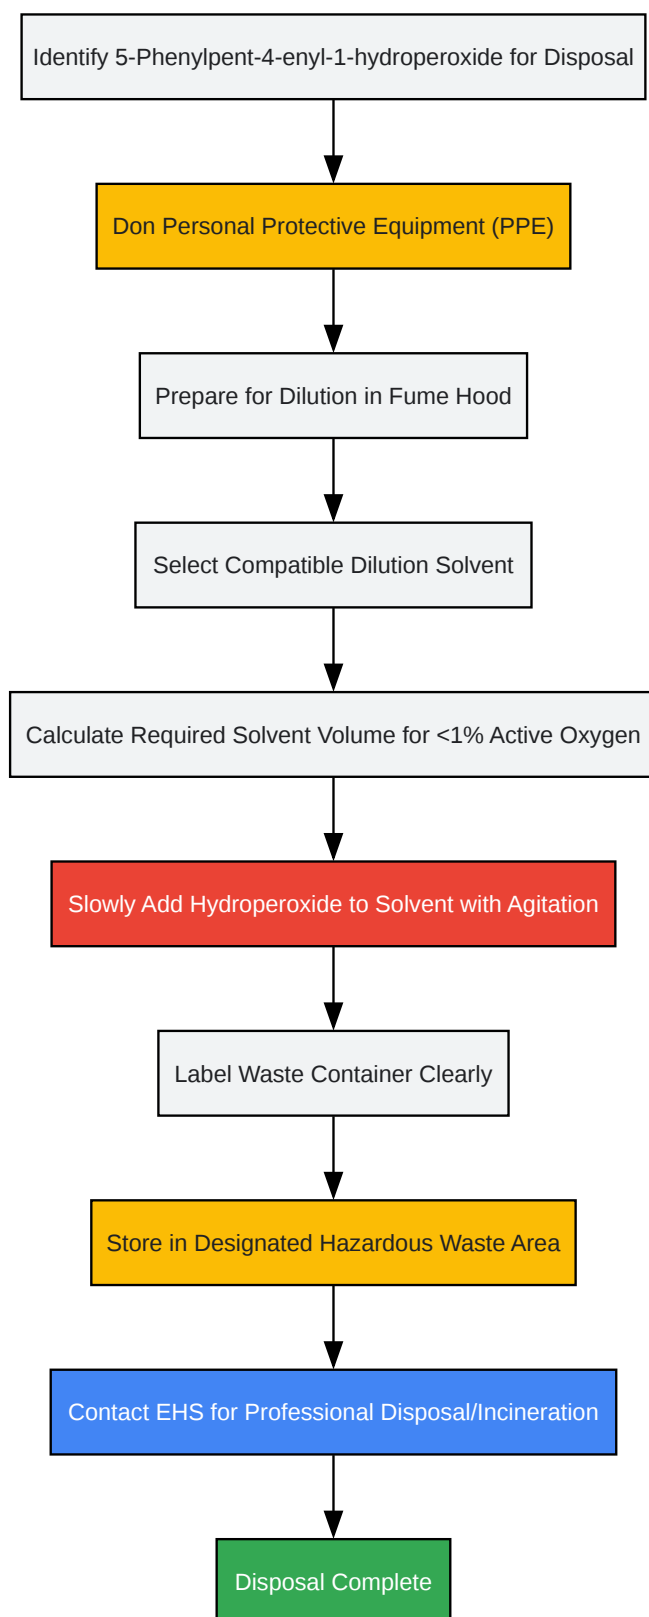 Identify 5-Phenylpent-4-enyl-1-hydroperoxide for Disposal
Don Personal Protective Equipment (PPE)
Prepare for Dilution in Fume Hood
Select Compatible Dilution Solvent
Calculate Required Solvent Volume for <1% Active Oxygen
Slowly Add Hydroperoxide to Solvent with Agitation
Label Waste Container Clearly
Store in Designated Hazardous Waste Area
Contact EHS for Professional Disposal/Incineration
Disposal Complete